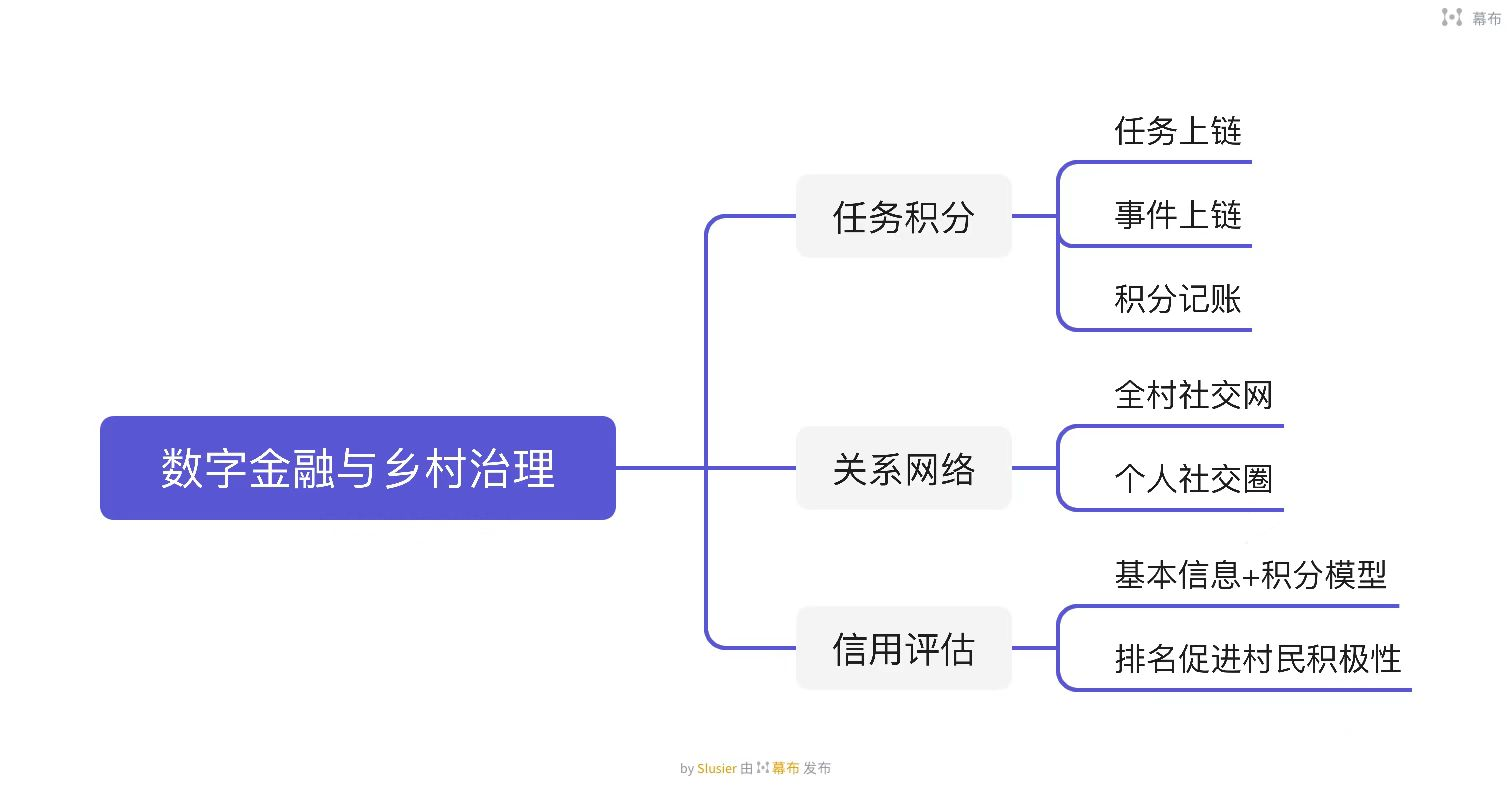 幕布
数字金融与乡村治理
任务积分
任务上链
事件上链
积分记账
关系网络
全村社交网
个人社交圈
信用评估
基本信息+积分模型
排名促进村民积极性
by Slusier 由 幕布 发布